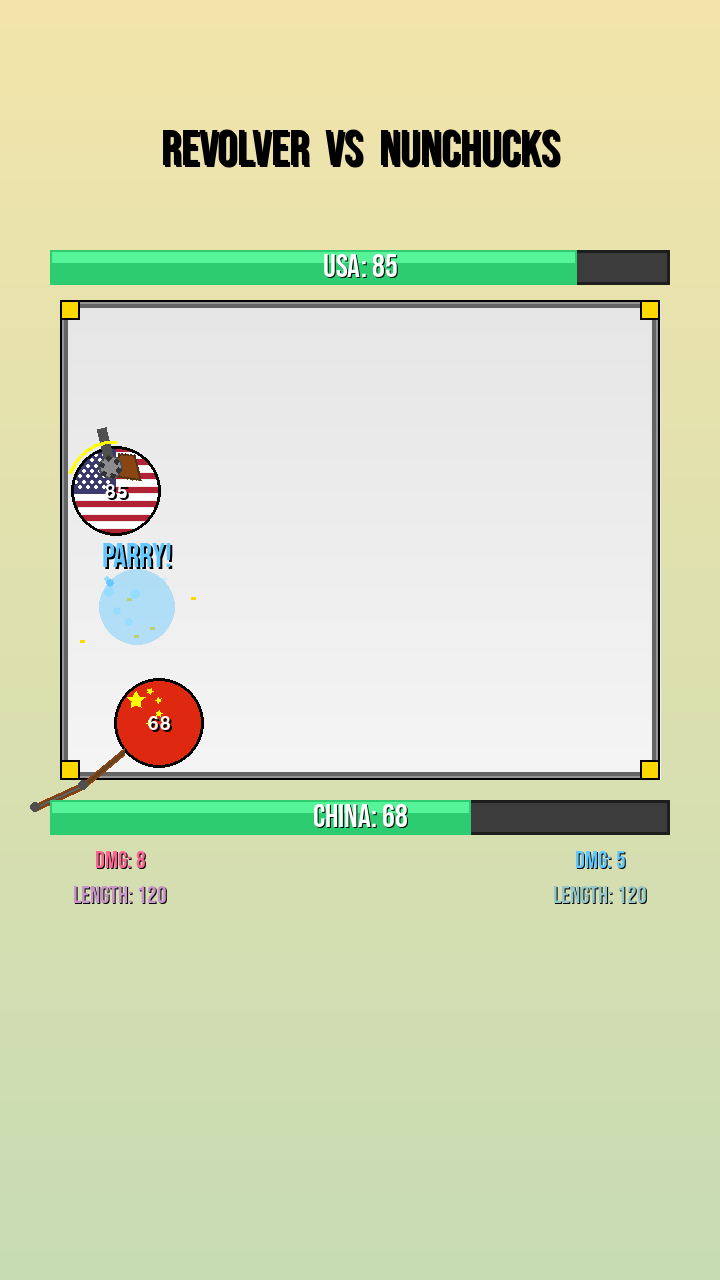 REVOLVER VS NUNCHUCKS
USA: 85
85
PARRY!
68
CHINA: 68
DMG: 8
DMG: 5
LENGTH: 120
LENGTH: 120